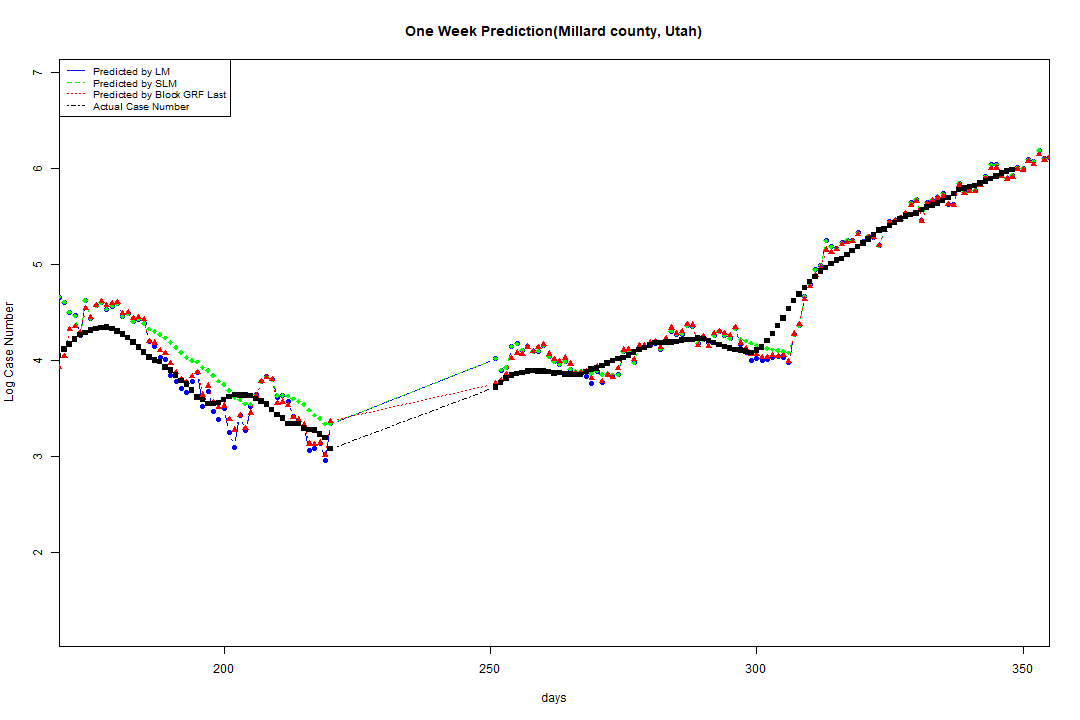 One Week Prediction(Millard county, Utah)
Predicted by LM
Predicted by SLM
Predicted by Block GRF Last
Actual Case Number
7
6
5
4
3
2
Log Case Number
200
250
300
350
days